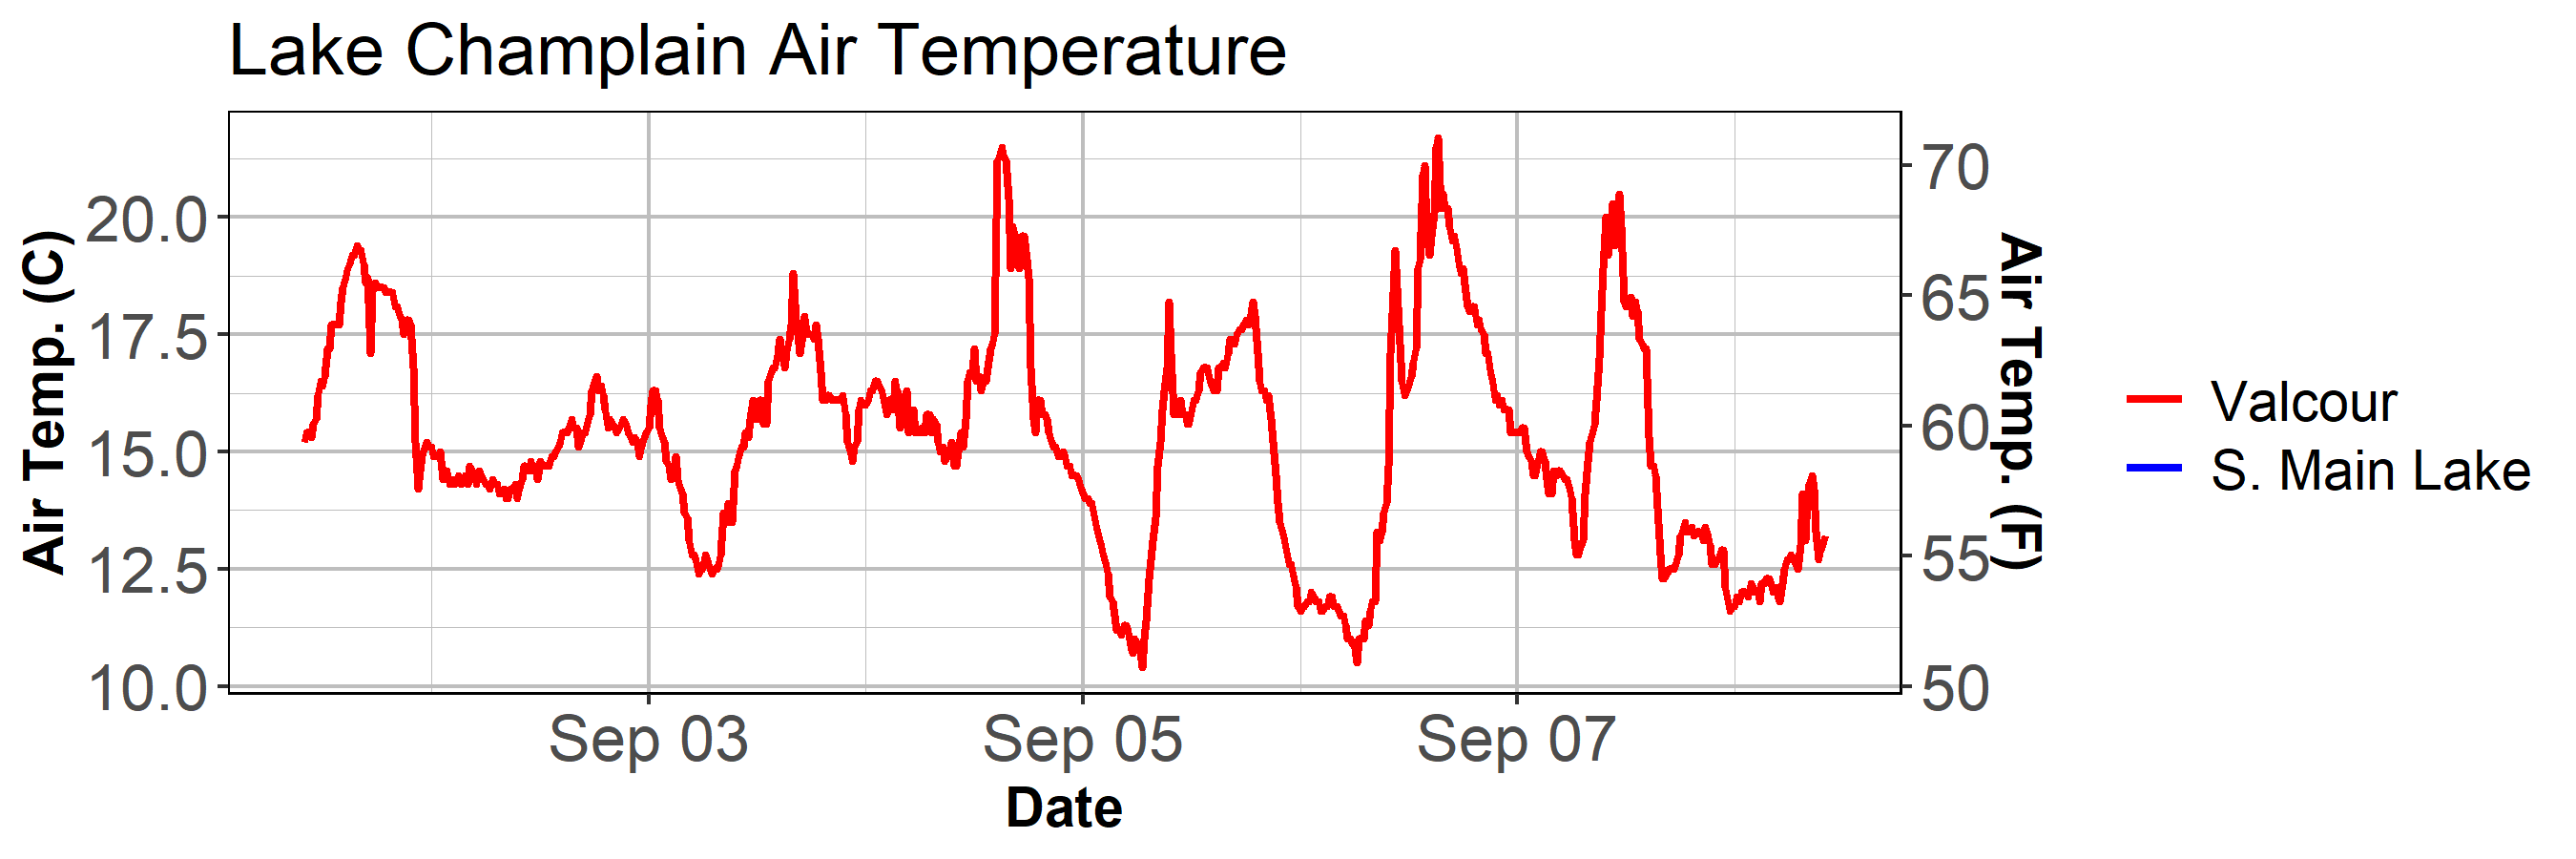 Lake Champlain Air Temperature
Air Temp. (C)
20.0
17.5
15.0
12.5
10.0
70
65
60
55
50
Air Temp. (F)
Sep 03
Sep 05
Sep 07
Date
Valcour
S. Main Lake